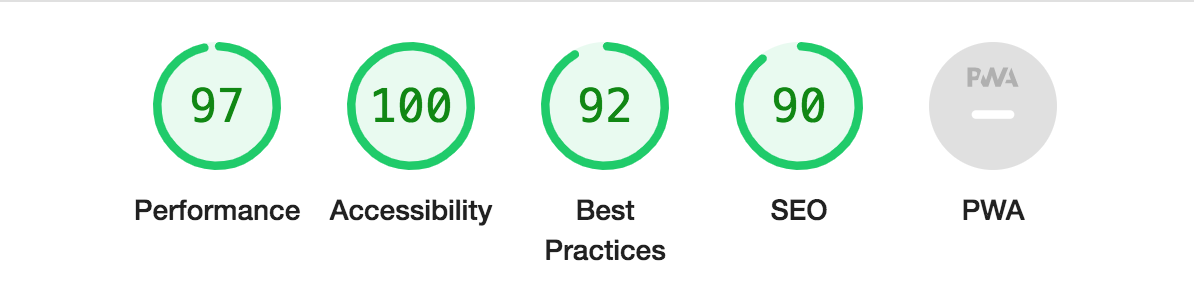 97
100
92
90
PWA
Performance
Accessibility
Best
Practices
SEO
PWA